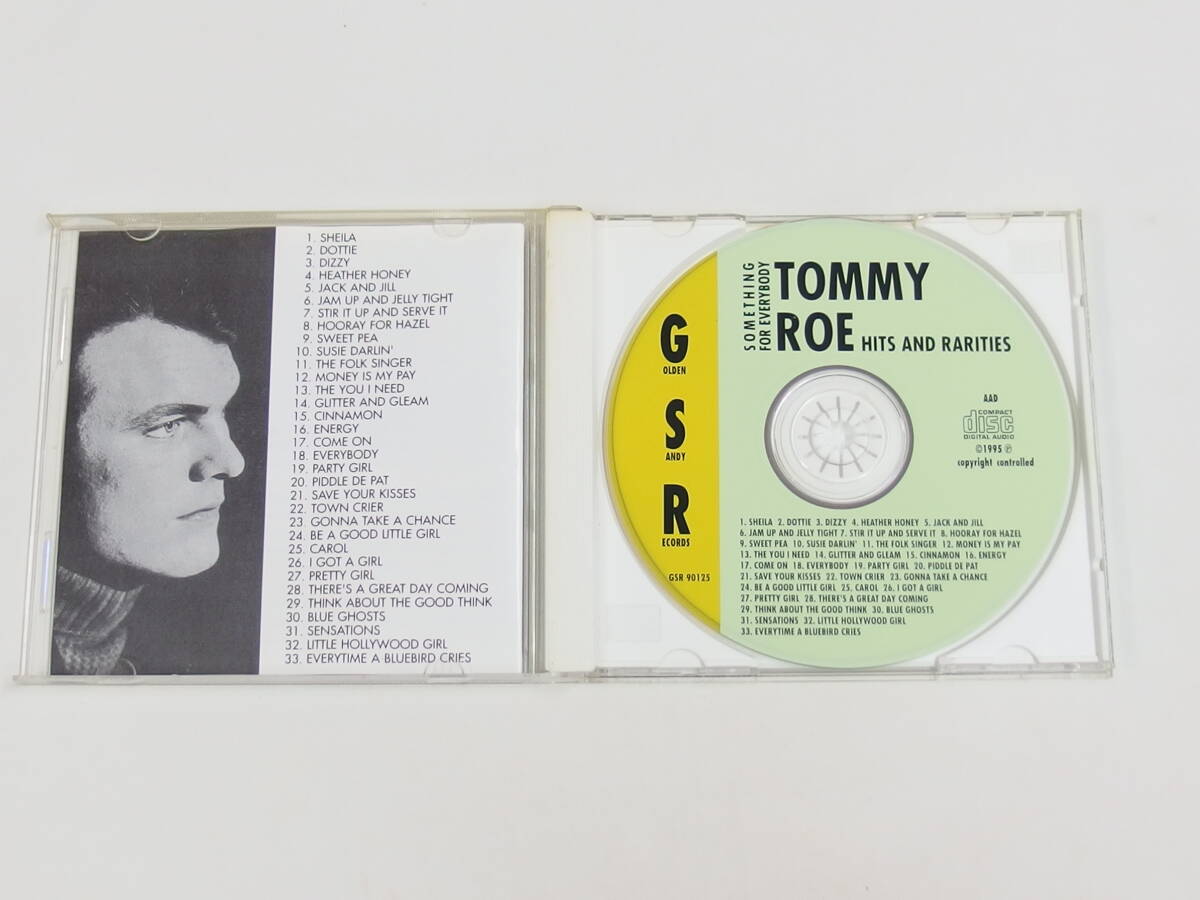 1. SHEILA
2. DOTTIE
3. DIZZY
4. HEATHER HONEY
5. JACK AND JILL
6. JAM UP AND JELLY TIGHT
7. STIR IT UP AND SERVE IT
8. HOORAY FOR HAZEL
9. SWEET PEA
10. SUSIE DARLIN'
11. THE FOLK SINGER
12. MONEY IS MY PAY
13. THE YOU I NEED
14. GLITTER AND GLEAM
15. CINNAMON
16. ENERGY
17. COME ON
18. EVERYBODY
19. PARTY GIRL
20. PIDDLE DE PAT
21. SAVE YOUR KISSES
22. TOWN CRIER
23. GONNA TAKE A CHANCE
24. BE A GOOD LITTLE GIRL
25. CAROL
26. I GOT A GIRL
27. PRETTY GIRL
28. THERE'S A GREAT DAY COMING
29. THINK ABOUT THE GOOD THINK
30. BLUE GHOSTS
31. SENSATIONS
32. LITTLE HOLLYWOOD GIRL
33. EVERYTIME A BLUEBIRD CRIES
GOLDEN
SANDY
RECORDS
GSR 90125
SOMETHING
FOR EVERYBODY
TOMMY
ROE HITS AND RARITIES
AAD
COMPACT
disc
DIGITAL AUDIO
©1995 ℗
copyright controlled
1. SHEILA 2. DOTTIE 3. DIZZY 4. HEATHER HONEY 5. JACK AND JILL
6. JAM UP AND JELLY TIGHT 7. STIR IT UP AND SERVE IT 8. HOORAY FOR HAZEL
9. SWEET PEA 10. SUSIE DARLIN' 11. THE FOLK SINGER 12. MONEY IS MY PAY
13. THE YOU I NEED 14. GLITTER AND GLEAM 15. CINNAMON 16. ENERGY
17. COME ON 18. EVERYBODY 19. PARTY GIRL 20. PIDDLE DE PAT
21. SAVE YOUR KISSES 22. TOWN CRIER 23. GONNA TAKE A CHANCE
24. BE A GOOD LITTLE GIRL 25. CAROL 26. I GOT A GIRL
27. PRETTY GIRL 28. THERE'S A GREAT DAY COMING
29. THINK ABOUT THE GOOD THINK 30. BLUE GHOSTS
31. SENSATIONS 32. LITTLE HOLLYWOOD GIRL
33. EVERYTIME A BLUEBIRD CRIES